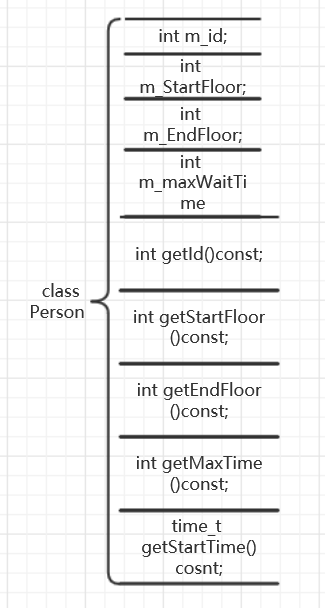 int m_id;
int
m_StartFloor;
int
m_EndFloor;
int
m_maxWaitTi
me
int getId()const;
class
Person
int getStartFloor
()const;
int getEndFloor
()const;
int getMaxTime
()const;
time_t
getStartTime()
cosnt;